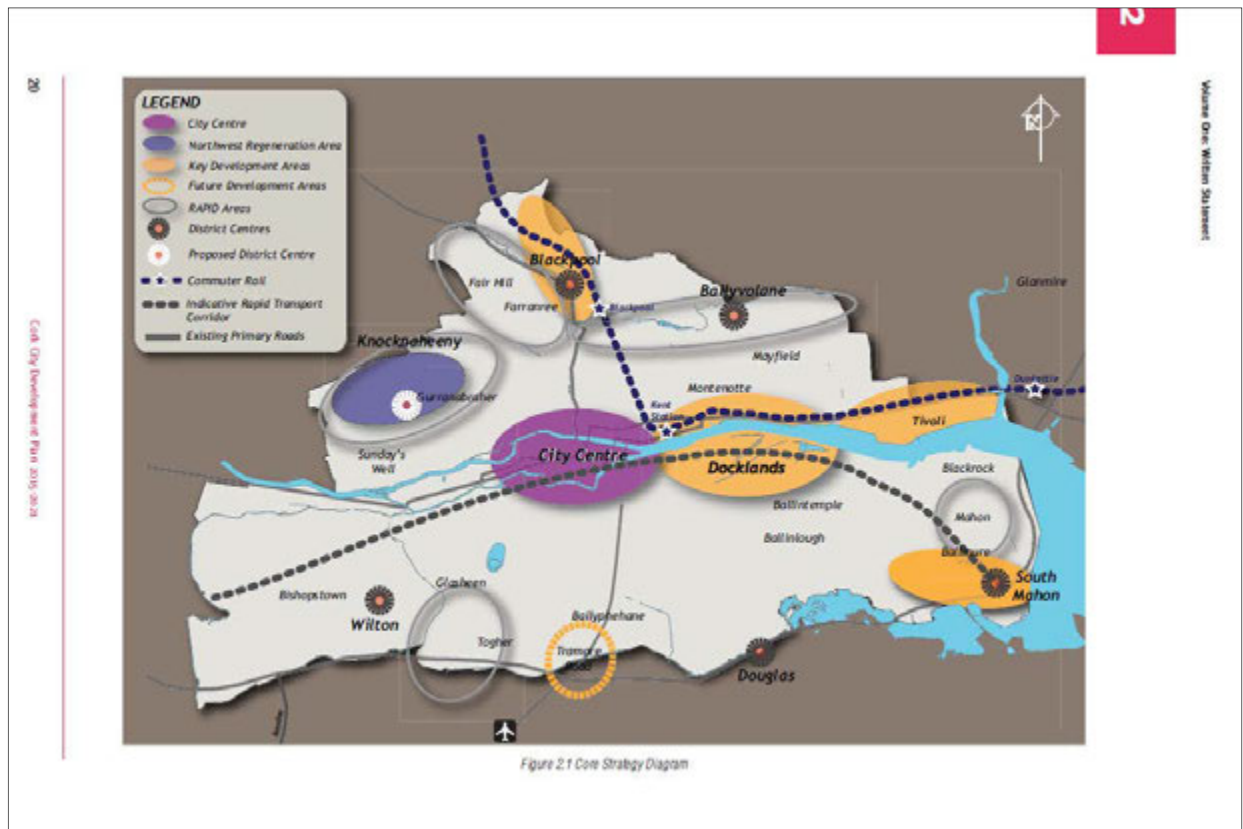 2
Volume One: Written Statement
20
Cork City Development Plan 2015-2021
LEGEND
City Centre
Northwest Regeneration Area
Key Development Areas
Future Development Areas
RAPID Areas
District Centres
Proposed District Centre
Commuter Rail
Indicative Rapid Transport
Corridor
Existing Primary Roads
N
Blackpool
Fair Hill
Farranree
Blackpool
Ballyvolane
Glanmire
Knocknaheeny
Mayfield
Gurranabraher
Montenotte
Dunkettle
Kent
Station
Tivoli
Sunday's
Well
City Centre
Docklands
Blackrock
Ballintemple
Mahon
Ballinlough
Ballinure
South
Mahon
Glasheen
Bishopstown
Wilton
Ballyphehane
Togher
Tramore
Road
Douglas
Figure 2.1 Core Strategy Diagram